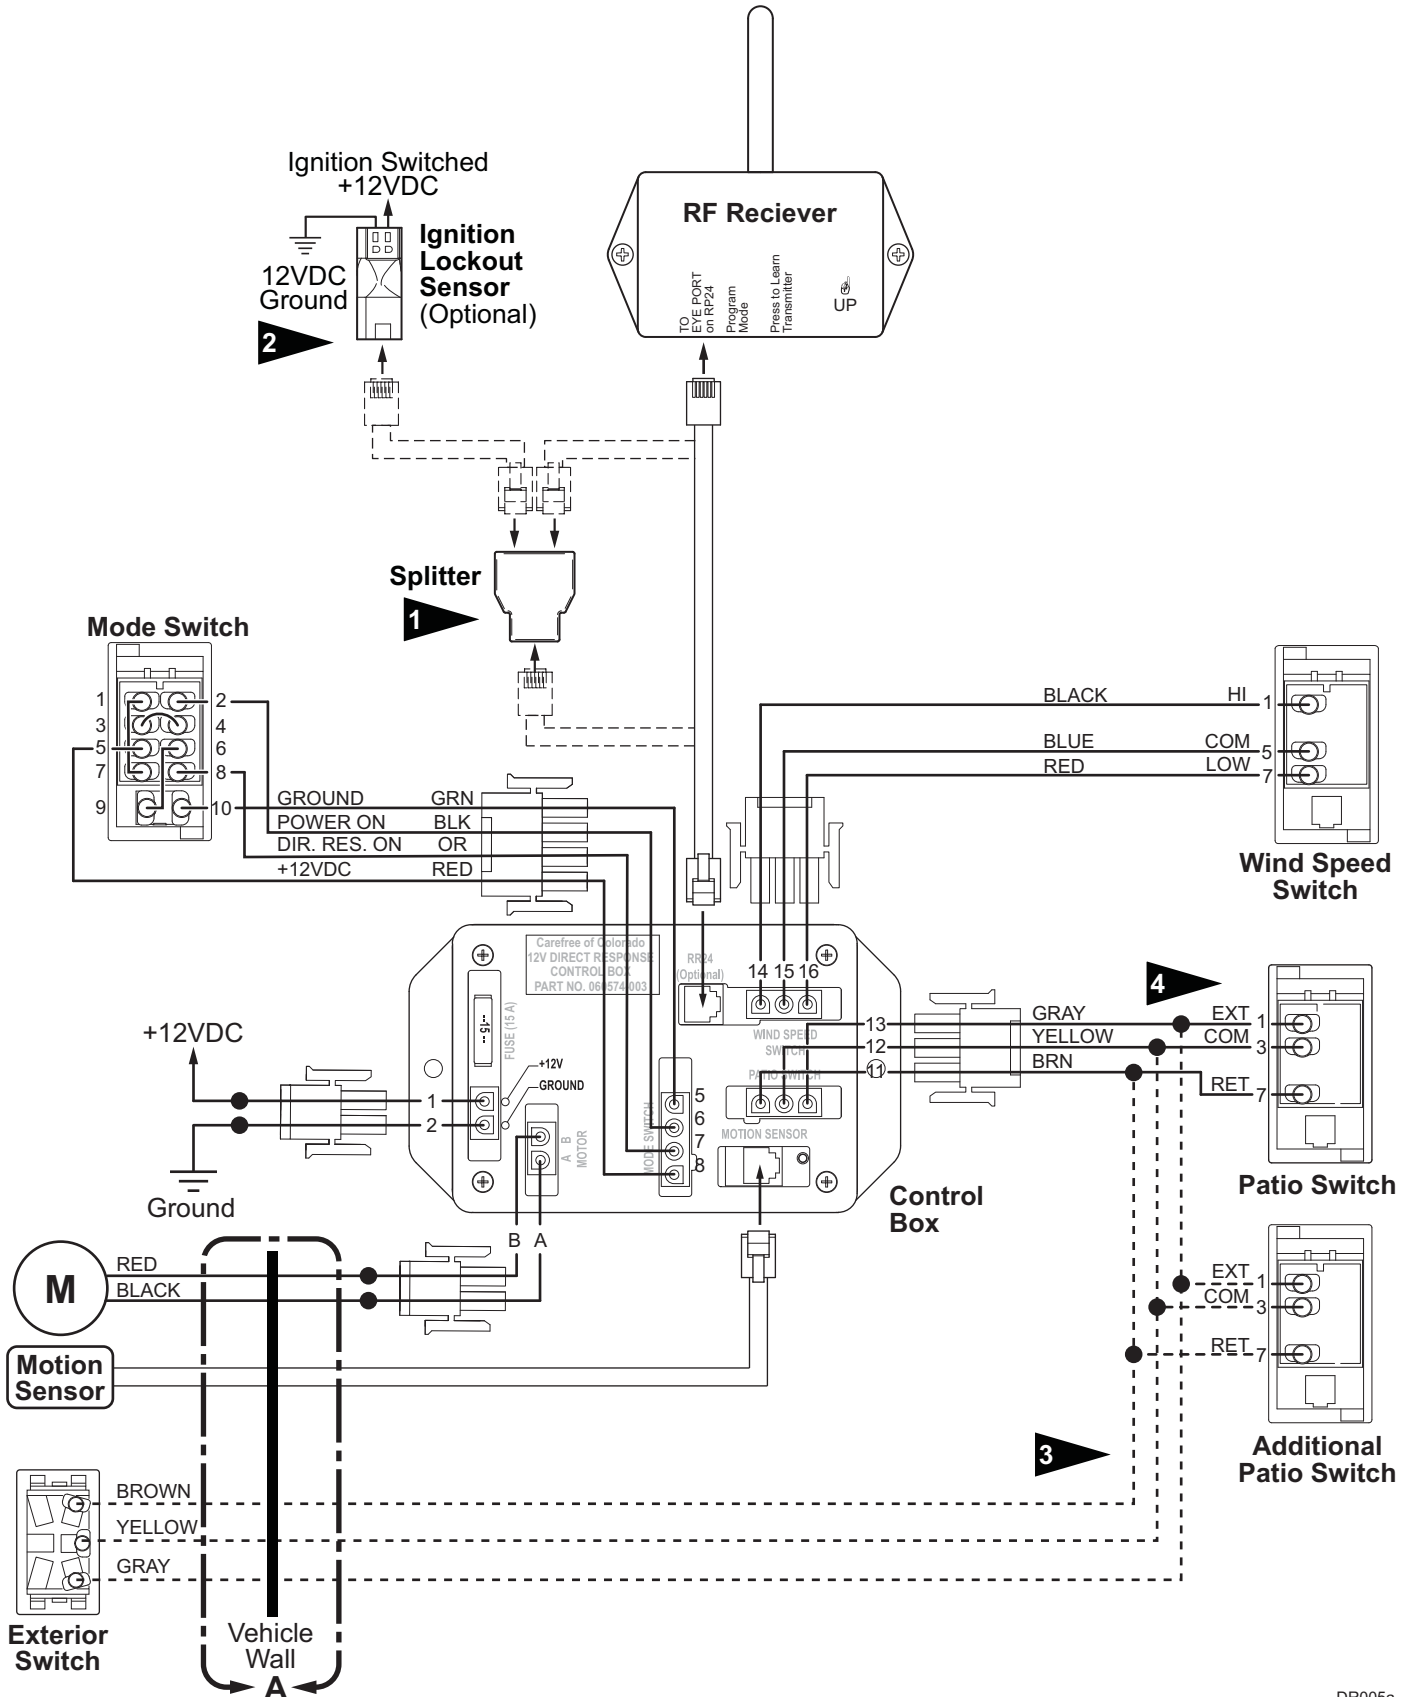 Ignition Switched
+12VDC
12VDC
Ground
Ignition
Lockout
Sensor
(Optional)
2
RF Reciever
TO
EYE PORT
on RP24
Program
Mode
Press to Learn
Transmitter
UP
Splitter
1
Mode Switch
1
2
3
4
5
6
7
8
9
10
GROUND GRN
POWER ON BLK
DIR. RES. ON OR
+12VDC RED
BLACK HI 1
BLUE COM 5
RED LOW 7
Wind Speed
Switch
Carefree of Colorado
12V DIRECT RESPONSE
CONTROL BOX
PART NO. 060574-003
RR24
(Optional)
14 15 16
WIND SPEED
SWITCH
--15--
FUSE (15 A)
+12V
GROUND
1
2
+12VDC
Ground
A B
MOTOR
MODE SWITCH
5
6
7
8
PATIO SWITCH
MOTION SENSOR
13
12
11
GRAY EXT 1
YELLOW COM 3
BRN RET 7
4
Patio Switch
Control
Box
B A
M
RED
BLACK
Motion
Sensor
EXT 1
COM 3
RET 7
Additional
Patio Switch
3
BROWN
YELLOW
GRAY
Exterior
Switch
Vehicle
Wall
A
DR005a